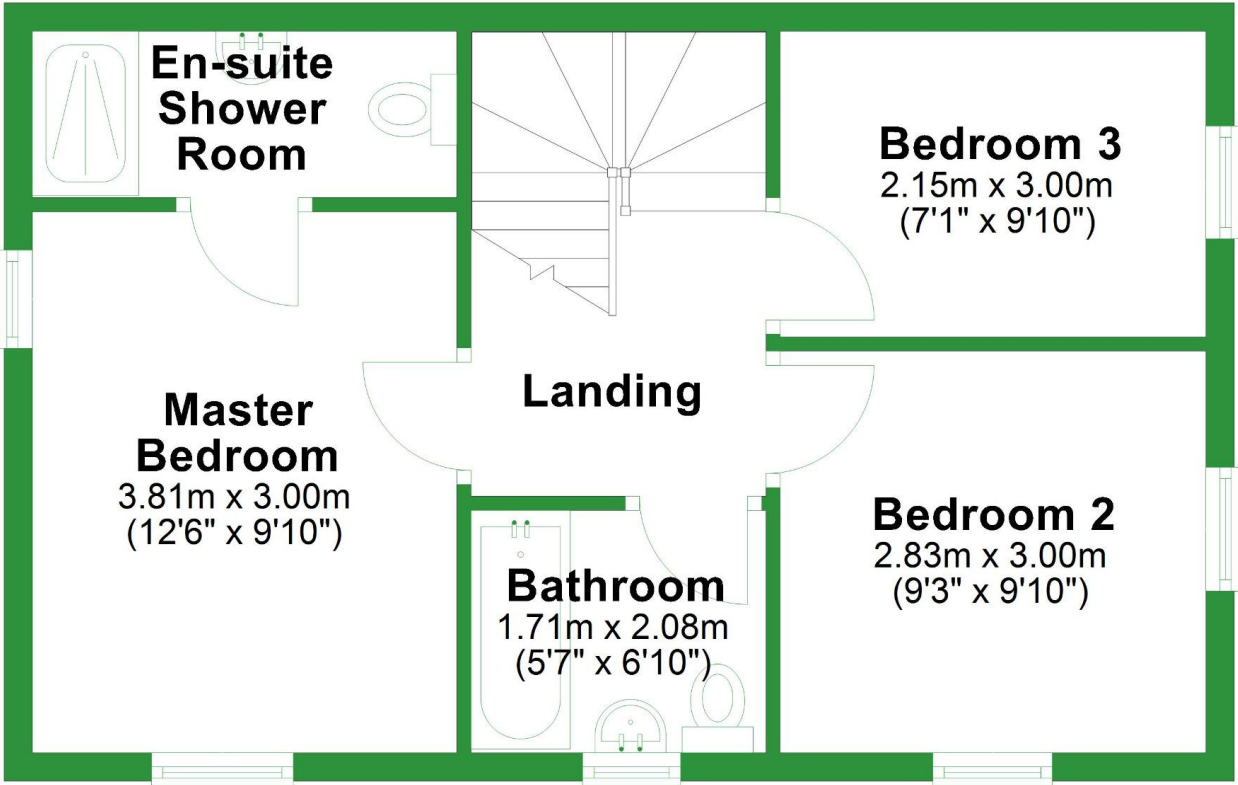 En-suite
Shower
Room
Bedroom 3
2.15m x 3.00m
(7'1" x 9'10")
Landing
Master
Bedroom
3.81m x 3.00m
(12'6" x 9'10")
Bedroom 2
2.83m x 3.00m
(9'3" x 9'10")
Bathroom
1.71m x 2.08m
(5'7" x 6'10")